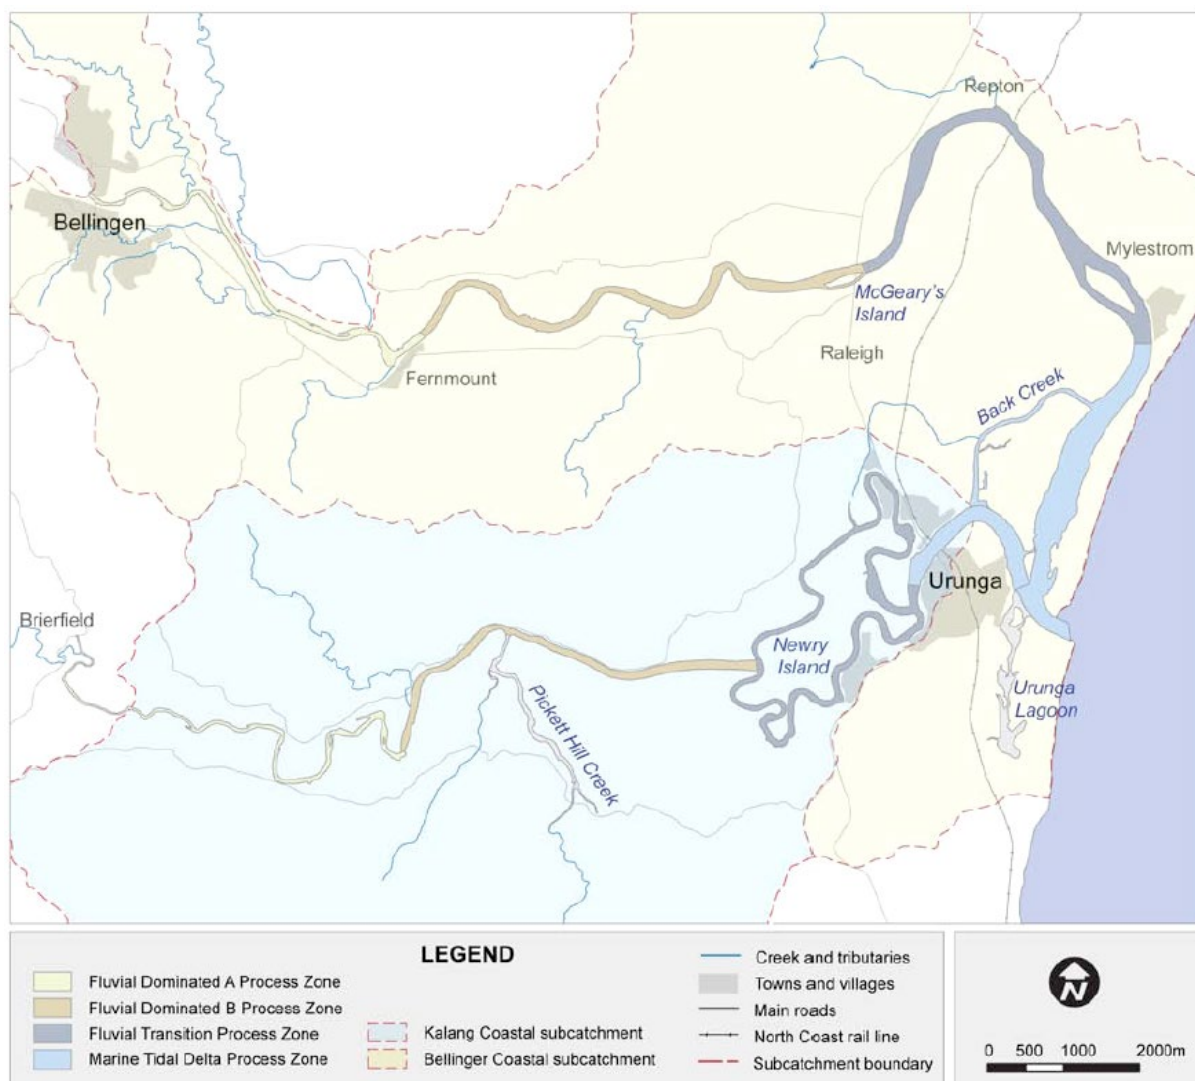 Repton
Bellingen
Mylestrom
McGeary's
Island
Raleigh
Fernmount
Back Creek
Urunga
Brierfield
Newry
Island
Urunga
Lagoon
Pickett Hill Creek
LEGEND
Fluvial Dominated A Process Zone
Fluvial Dominated B Process Zone
Fluvial Transition Process Zone
Marine Tidal Delta Process Zone
Kalang Coastal subcatchment
Bellinger Coastal subcatchment
Creek and tributaries
Towns and villages
Main roads
North Coast rail line
Subcatchment boundary
N
0 500 1000 2000m